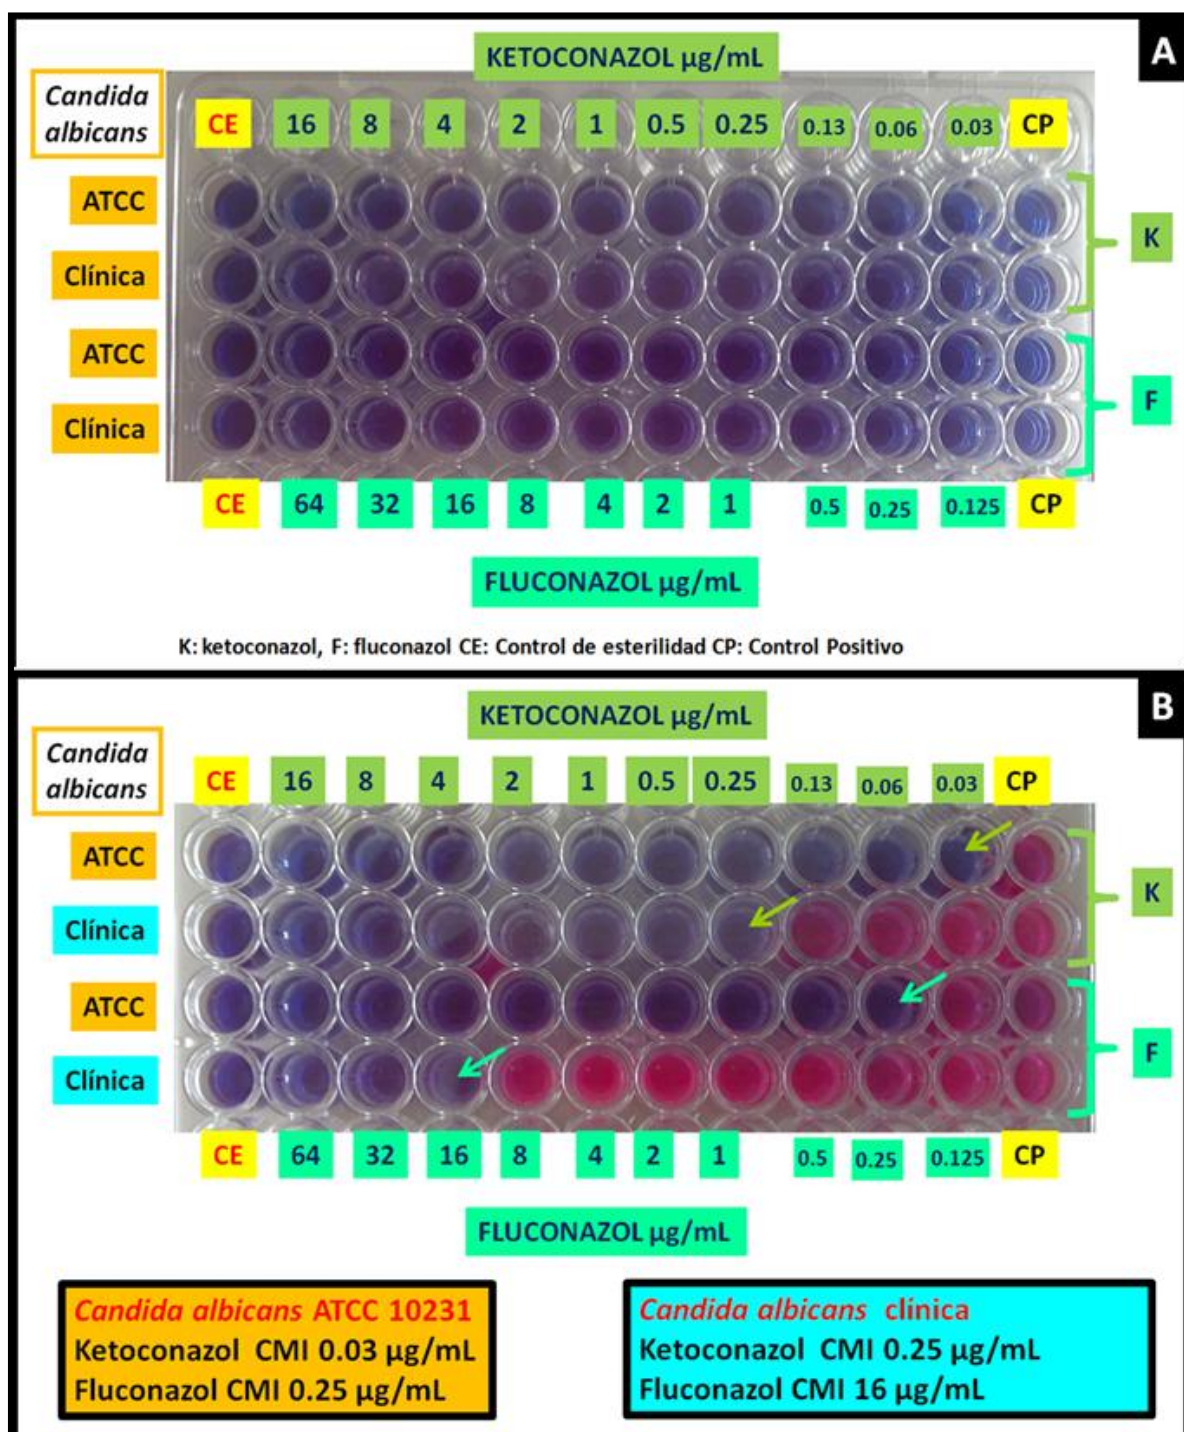 A
KETOCONAZOL µg/mL
Candida
albicans
CE 16 8 4 2 1 0.5 0.25 0.13 0.06 0.03 CP
ATCC
K
Clínica
ATCC
F
Clínica
CE 64 32 16 8 4 2 1 0.5 0.25 0.125 CP
FLUCONAZOL µg/mL
K: ketoconazol, F: fluconazol CE: Control de esterilidad CP: Control Positivo
B
KETOCONAZOL µg/mL
Candida
albicans
CE 16 8 4 2 1 0.5 0.25 0.13 0.06 0.03 CP
ATCC
K
Clínica
ATCC
F
Clínica
CE 64 32 16 8 4 2 1 0.5 0.25 0.125 CP
FLUCONAZOL µg/mL
Candida albicans ATCC 10231
Ketoconazol CMI 0.03 µg/mL
Fluconazol CMI 0.25 µg/mL
Candida albicans clínica
Ketoconazol CMI 0.25 µg/mL
Fluconazol CMI 16 µg/mL